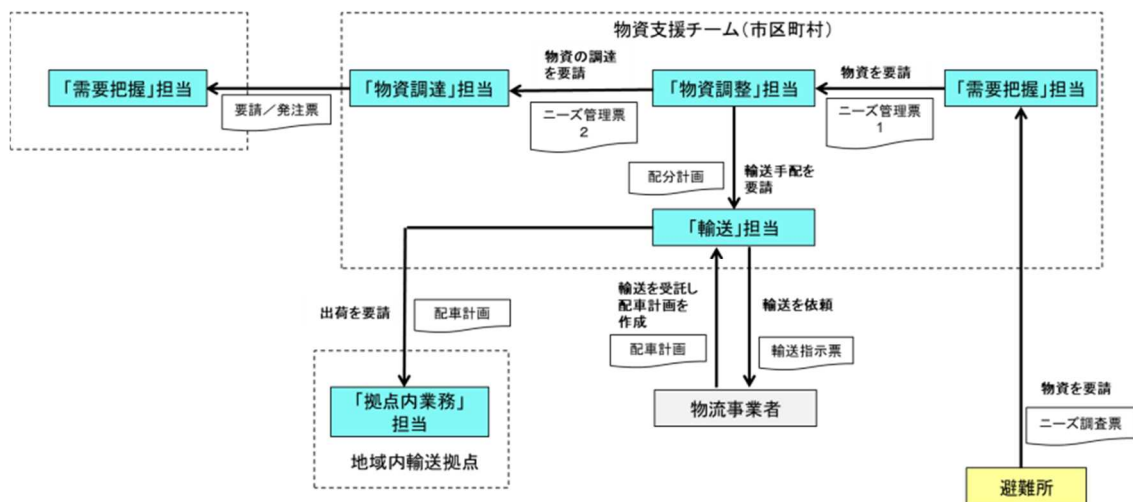 物資支援チーム（市区町村）
「需要把握」担当
要請／発注票
「物資調達」担当
物資の調達
を要請
ニーズ管理票
2
「物資調整」担当
物資を要請
ニーズ管理票
1
「需要把握」担当
配分計画
輸送手配を
要請
「輸送」担当
出荷を要請
配車計画
輸送を受託し
配車計画を
作成
配車計画
輸送を依頼
輸送指示票
「拠点内業務」
担当
地域内輸送拠点
物流事業者
物資を要請
ニーズ調査票
避難所